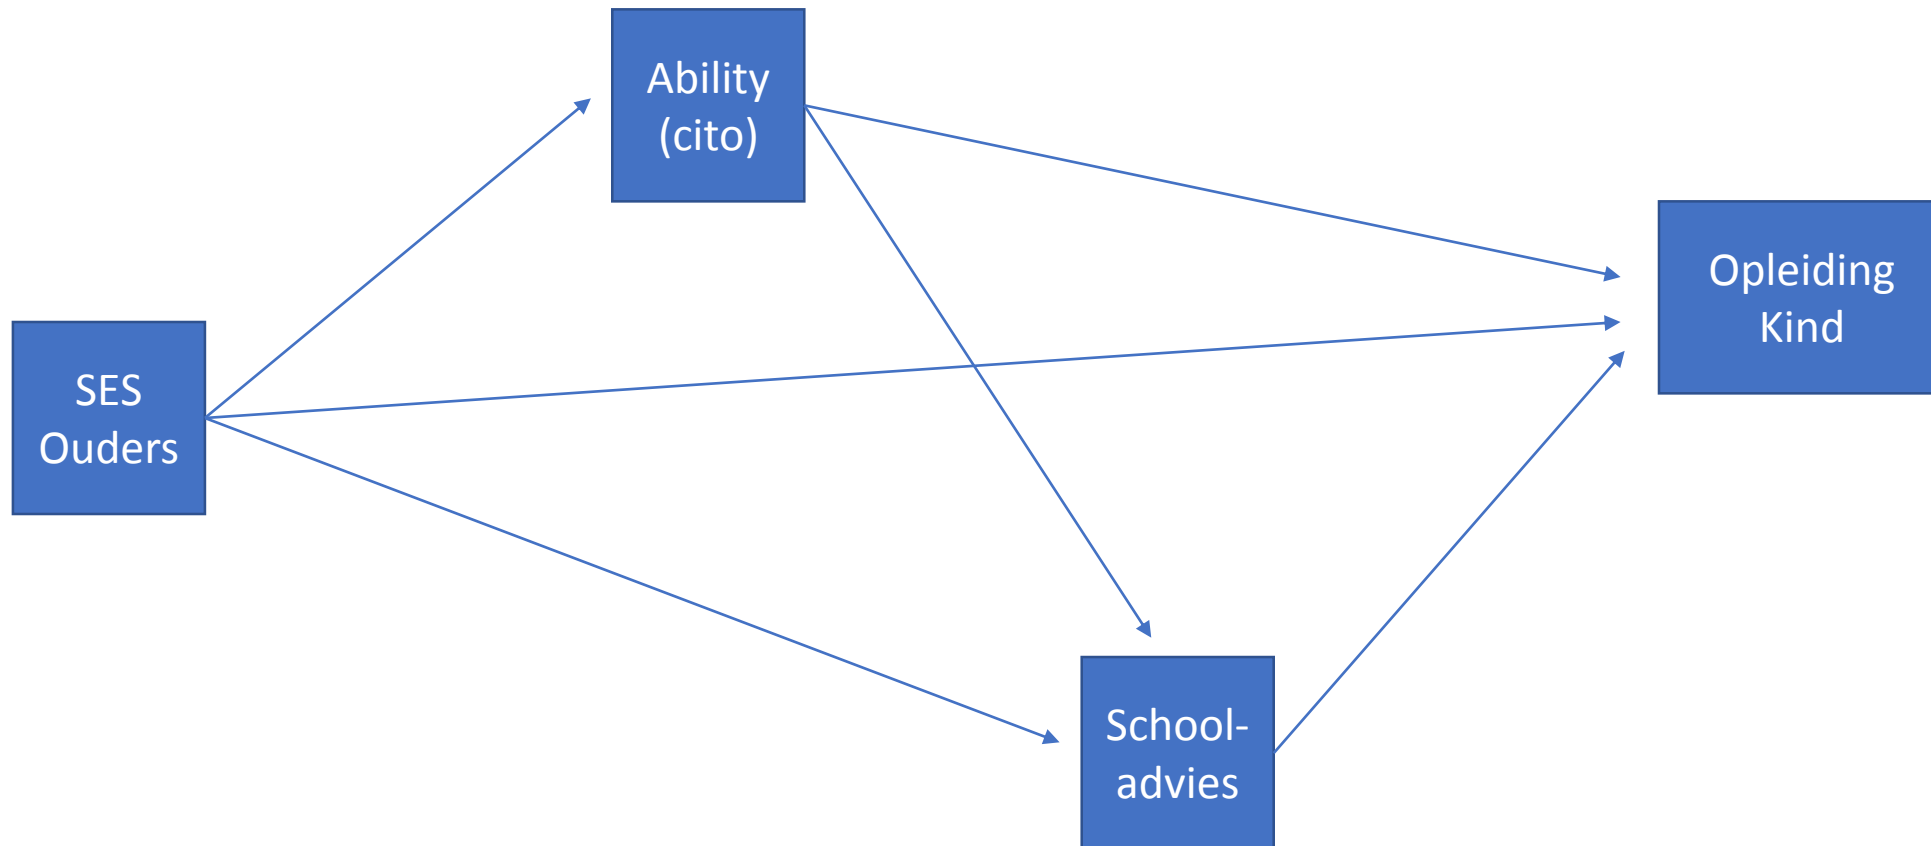 Ability
(cito)
Opleiding
Kind
SES
Ouders
School-
advies